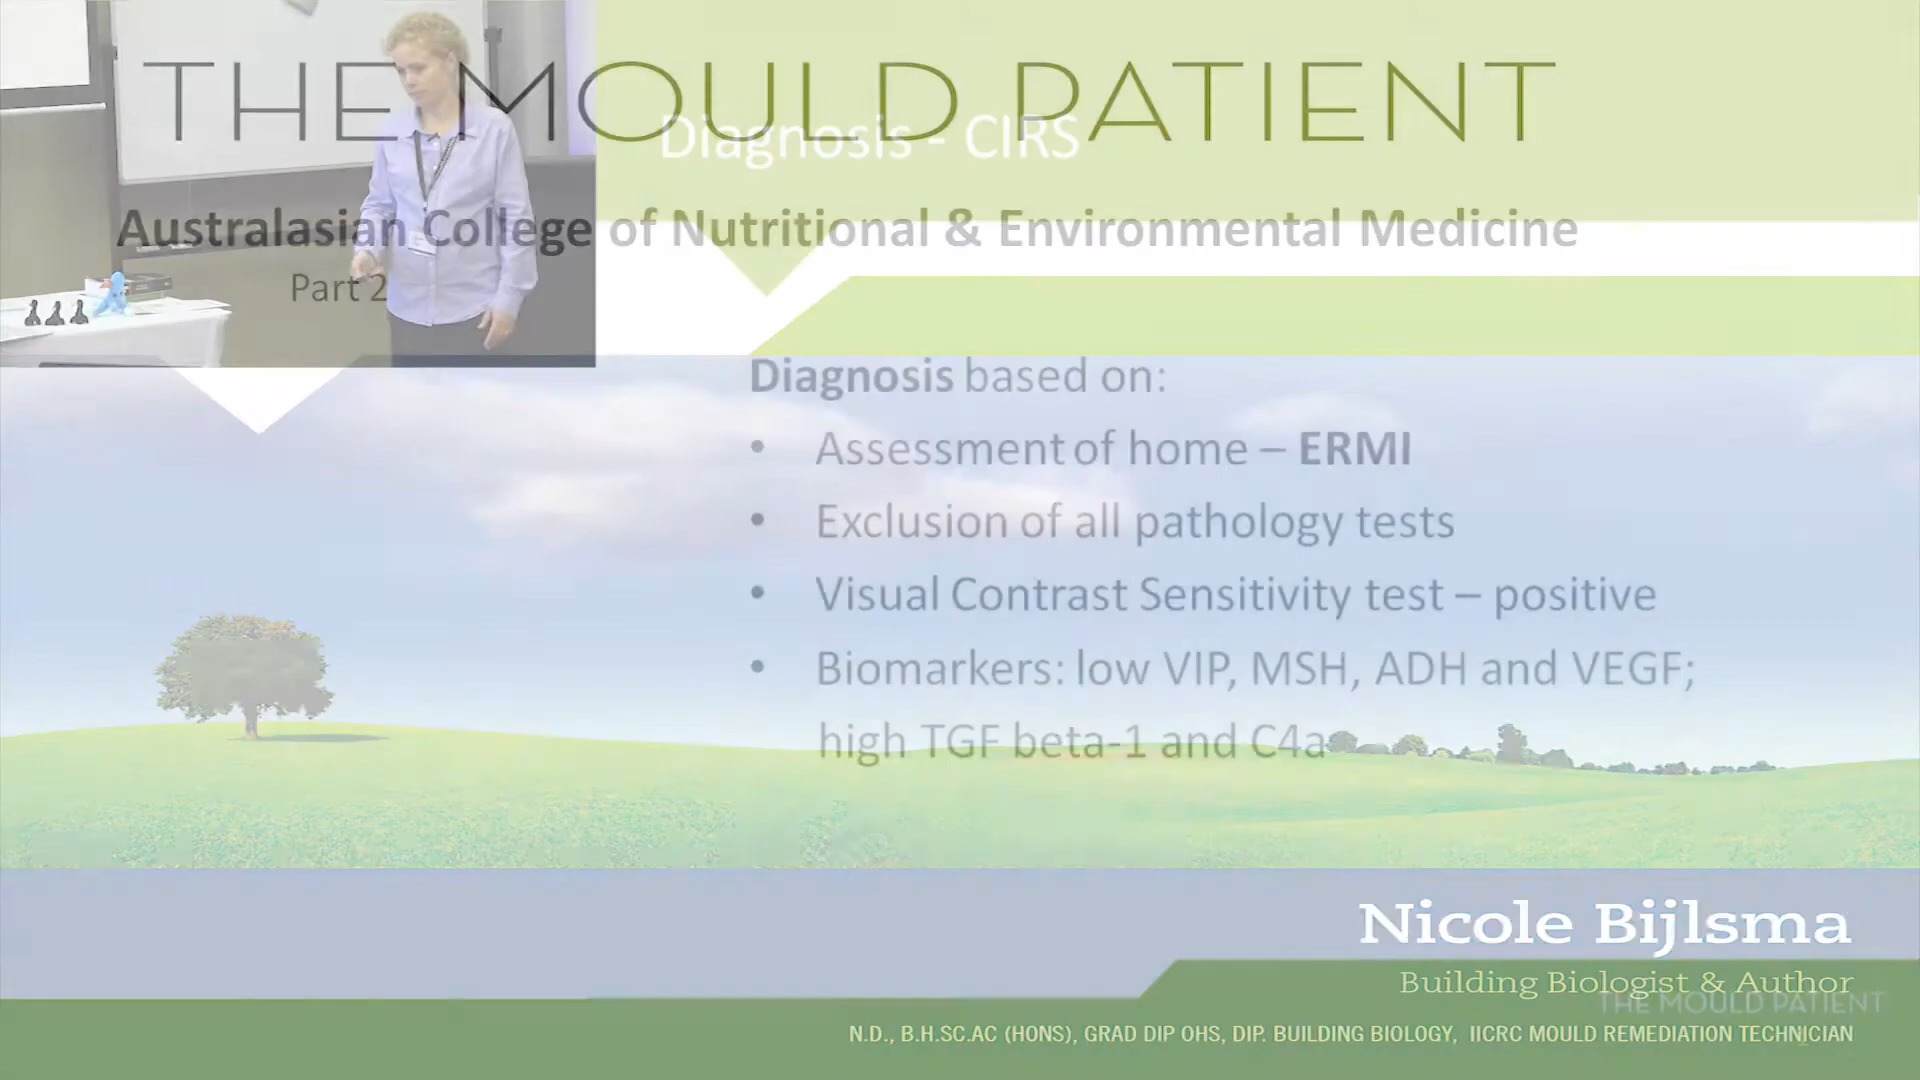 THE MOULD PATIENT
Diagnosis - CIRS
Australasian College of Nutritional & Environmental Medicine
Part 2
Diagnosis based on:
• Assessment of home – ERMI
• Exclusion of all pathology tests
• Visual Contrast Sensitivity test – positive
• Biomarkers: low VIP, MSH, ADH and VEGF;
high TGF beta-1 and C4a
Nicole Bijlsma
Building Biologist & Author
THE MOULD PATIENT
N.D., B.H.SC.AC (HONS), GRAD DIP OHS, DIP. BUILDING BIOLOGY, IICRC MOULD REMEDIATION TECHNICIAN